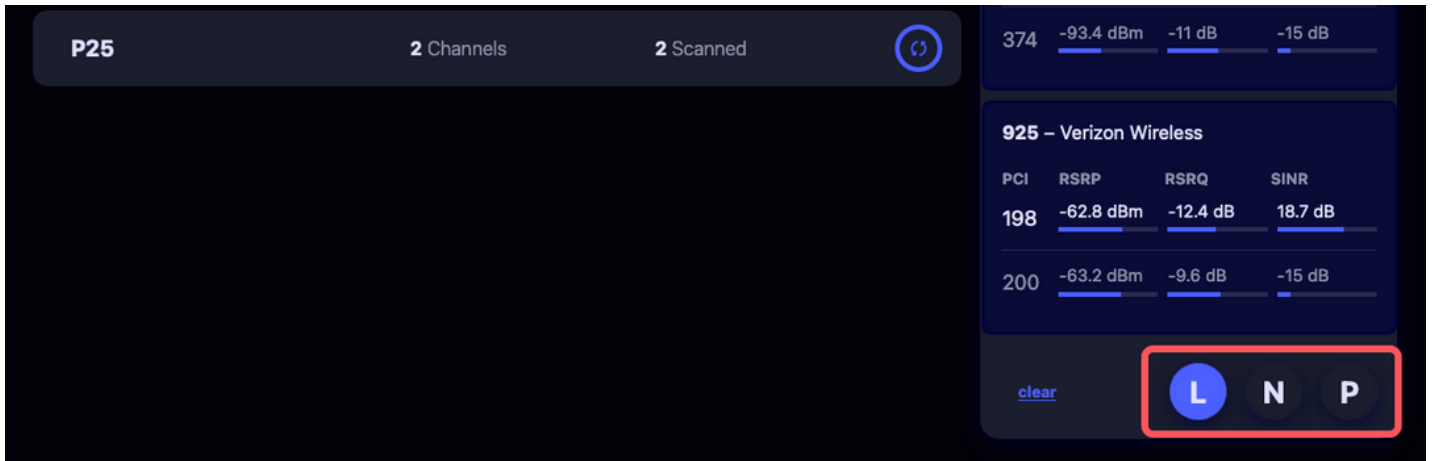 P25 2 Channels 2 Scanned
374 -93.4 dBm -11 dB -15 dB
925 – Verizon Wireless
PCI RSRP RSRQ SINR
198 -62.8 dBm -12.4 dB 18.7 dB
200 -63.2 dBm -9.6 dB -15 dB
clear L N P